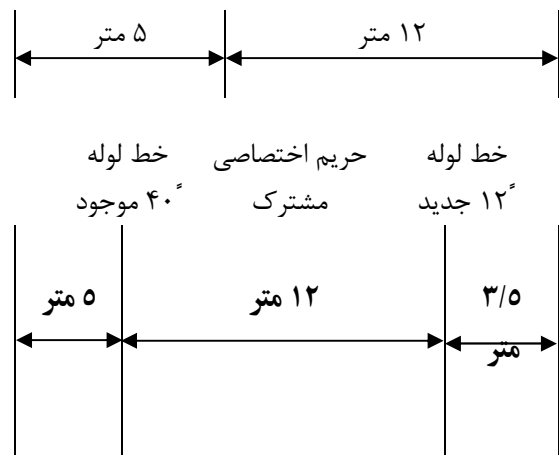 ۵ متر ۱۲ متر
خط لوله حریم اختصاصی خط لوله
۱۲ً جدید مشترک ۴۰ً موجود
۳/۵ ۱۲ متر ۵ متر
متر